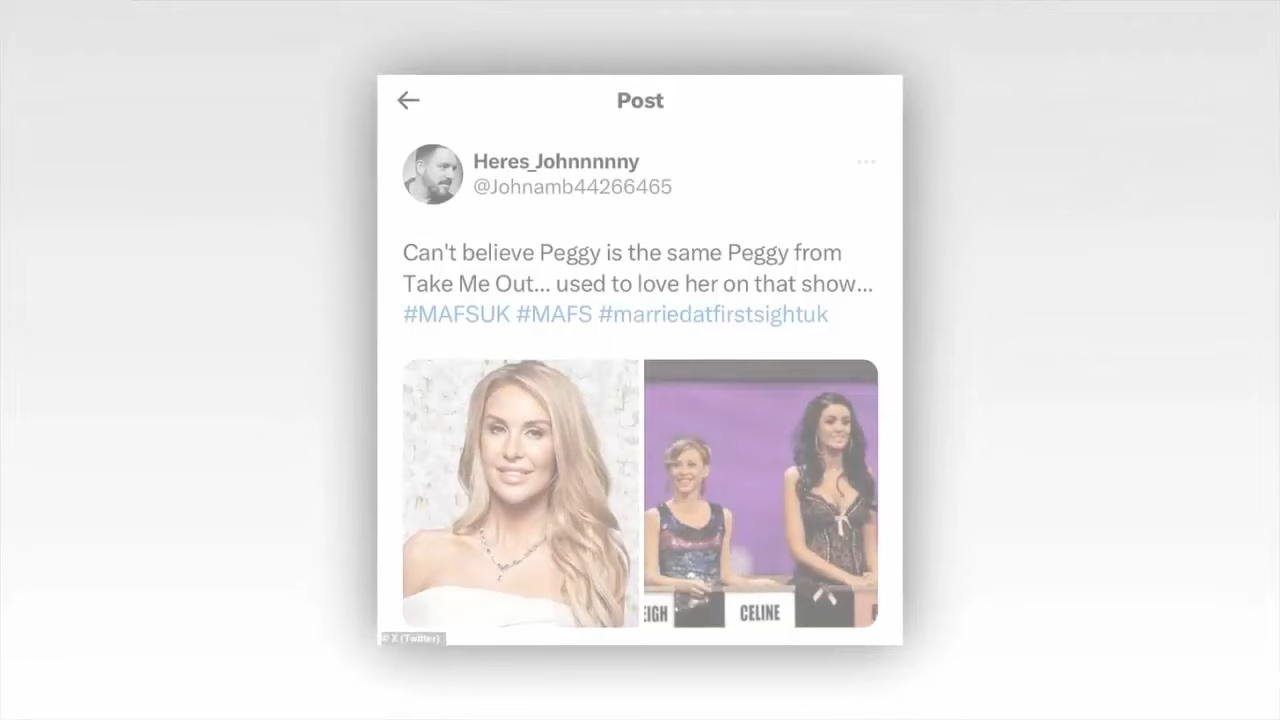 Post
Heres_Johnnnnny
@Johnamb44266465
Can't believe Peggy is the same Peggy from
Take Me Out... used to love her on that show...
#MAFSUK #MAFS #marriedatfirstsightuk
EIGH
CELINE
© X (Twitter)